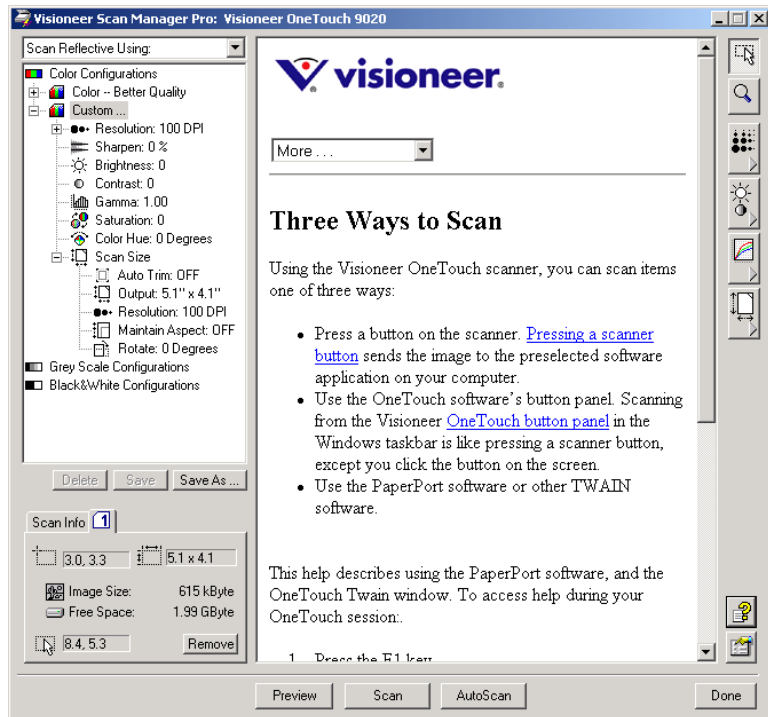 Visioneer Scan Manager Pro:  Visioneer OneTouch 9020
Scan Reflective Using:
Color Configurations
Color -- Better Quality
Custom ...
Resolution: 100 DPI
Sharpen: 0 %
Brightness: 0
Contrast: 0
Gamma: 1.00
Saturation: 0
Color Hue: 0 Degrees
Scan Size
Auto Trim: OFF
Output: 5.1'' x 4.1''
Resolution: 100 DPI
Maintain Aspect: OFF
Rotate: 0 Degrees
Grey Scale Configurations
Black&White Configurations
Delete
Save
Save As ...
Scan Info 1
3.0, 3.3
5.1 x 4.1
Image Size: 615 kByte
Free Space: 1.99 GByte
8.4, 5.3
Remove
visioneer.
More . . .
Three Ways to Scan
Using the Visioneer OneTouch scanner, you can scan items
one of three ways:
• Press a button on the scanner. Pressing a scanner
button sends the image to the preselected software
application on your computer.
• Use the OneTouch software's button panel. Scanning
from the Visioneer OneTouch button panel in the
Windows taskbar is like pressing a scanner button,
except you click the button on the screen.
• Use the PaperPort software or other TWAIN
software.
This help describes using the PaperPort software, and the
OneTouch Twain window. To access help during your
OneTouch session:.
1. Press the F1 key
Preview
Scan
AutoScan
Done